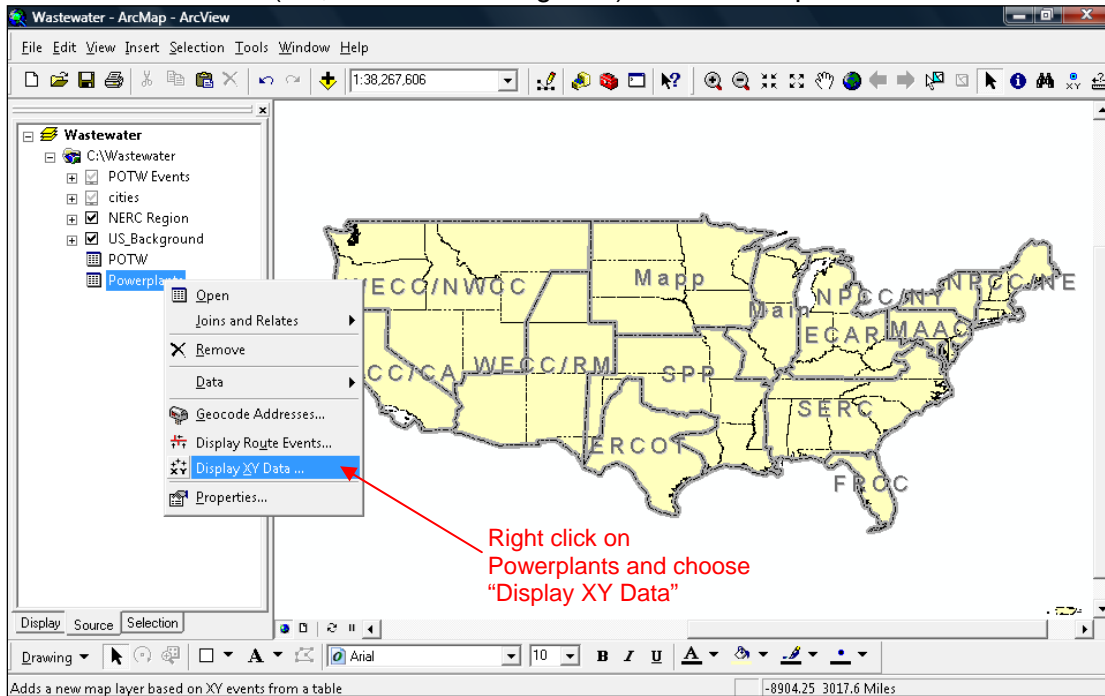 Wastewater - ArcMap - ArcView
File Edit View Insert Selection Tools Window Help
1:38,267,606
Wastewater
C:\Wastewater
POTW Events
cities
NERC Region
US_Background
POTW
Powerplants
Open
Joins and Relates
Remove
Data
Geocode Addresses...
Display Route Events...
Display XY Data ...
Properties...
ECC/NWCC
Mapp
Main
NPCC/NY
NPCC/NE
ECAR
MAAC
CC/CA
WECC/RM
SPP
SERC
ERCOT
FRCC
Right click on
Powerplants and choose
“Display XY Data”
Display Source Selection
Drawing A Arial 10 B I U A
Adds a new map layer based on XY events from a table -8904.25 3017.6 Miles